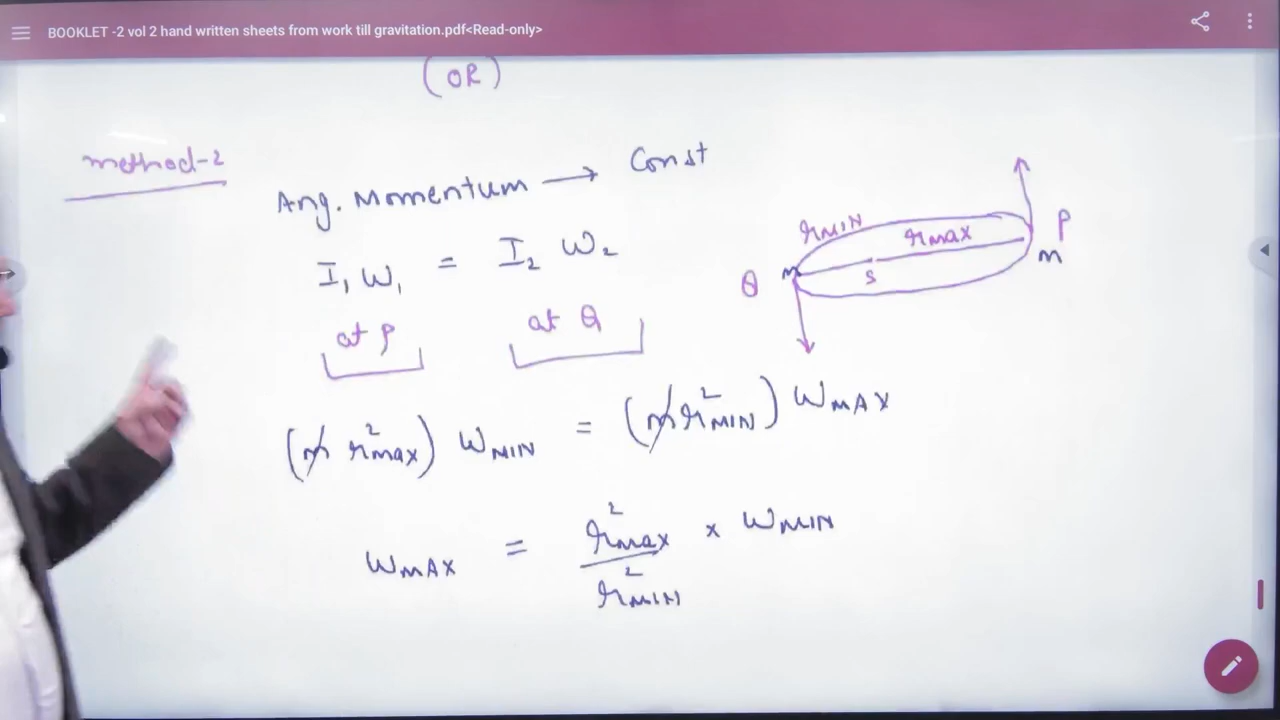 BOOKLET -2 vol 2 hand written sheets from work till gravitation.pdf<Read-only>
(OR)
method-2
Ang. Momentum → Const
I₁ W₁ = I₂ W₂
at P
at Q
rMIN
rmax
P
m
S
m
Q
(m r²max) WMIN = (m r²MIN) WMAX
WMAX = r²max / r²MIN x WMIN